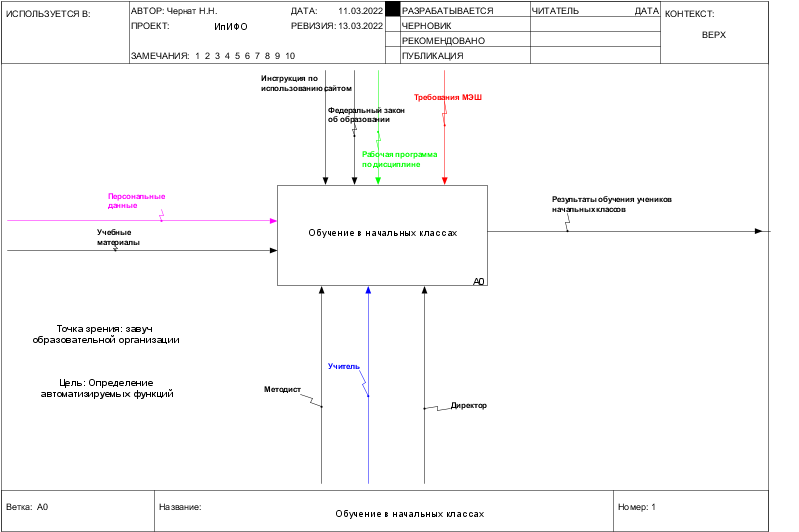 ИСПОЛЬЗУЕТСЯ В:
АВТОР: Чернат Н.Н.
ДАТА: 11.03.2022
РАЗРАБАТЫВАЕТСЯ
ЧИТАТЕЛЬ
ДАТА
КОНТЕКСТ:
ПРОЕКТ: ИпИФО
РЕВИЗИЯ: 13.03.2022
ЧЕРНОВИК
ВЕРХ
РЕКОМЕНДОВАНО
ЗАМЕЧАНИЯ: 1 2 3 4 5 6 7 8 9 10
ПУБЛИКАЦИЯ
Инструкция по
использованию сайтом
Федеральный закон
об образовании
Требования МЭШ
Рабочая программа
по дисциплине
Персональные
данные
Учебные
материалы
Обучение в начальных классах
A0
Результаты обучения учеников
начальных классов
Точка зрения: завуч
образовательной организации
Цель: Определение
автоматизируемых функций
Методист
Учитель
Директор
Ветка: A0
Название:
Обучение в начальных классах
Номер: 1